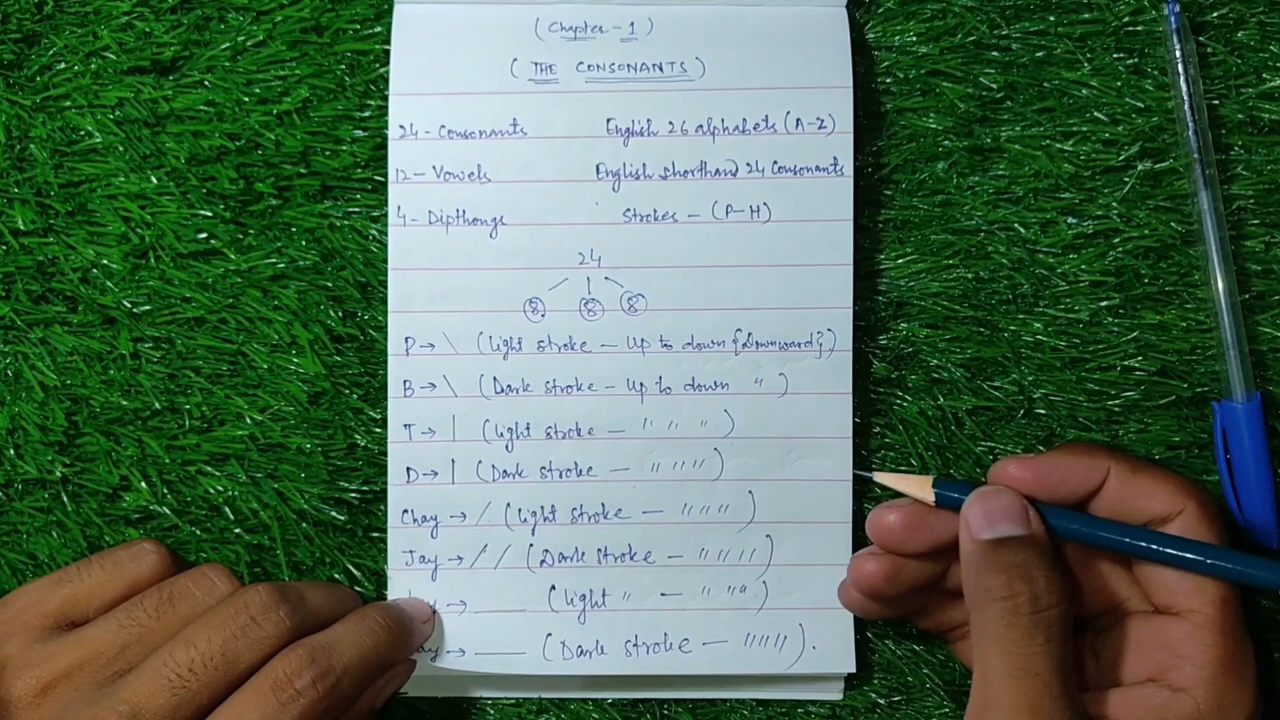 (Chapter - 1)
(THE CONSONANTS)
24 - Consonants English 26 alphabets (A-Z)
12 - Vowels English shorthand 24 Consonants
4 - Dipthongs Strokes - (P-H)
24
8 8 8
P → \ (light stroke - Up to down {Downward})
B → \ (Dark stroke - Up to down " )
T → | (light stroke - " " " )
D → | (Dark stroke - " " " )
Chay → / (light stroke - " " " )
Jay → / / (Dark stroke - " " " " )
→ — (light " - " " " )
ay → — (Dark stroke - " " " " ).